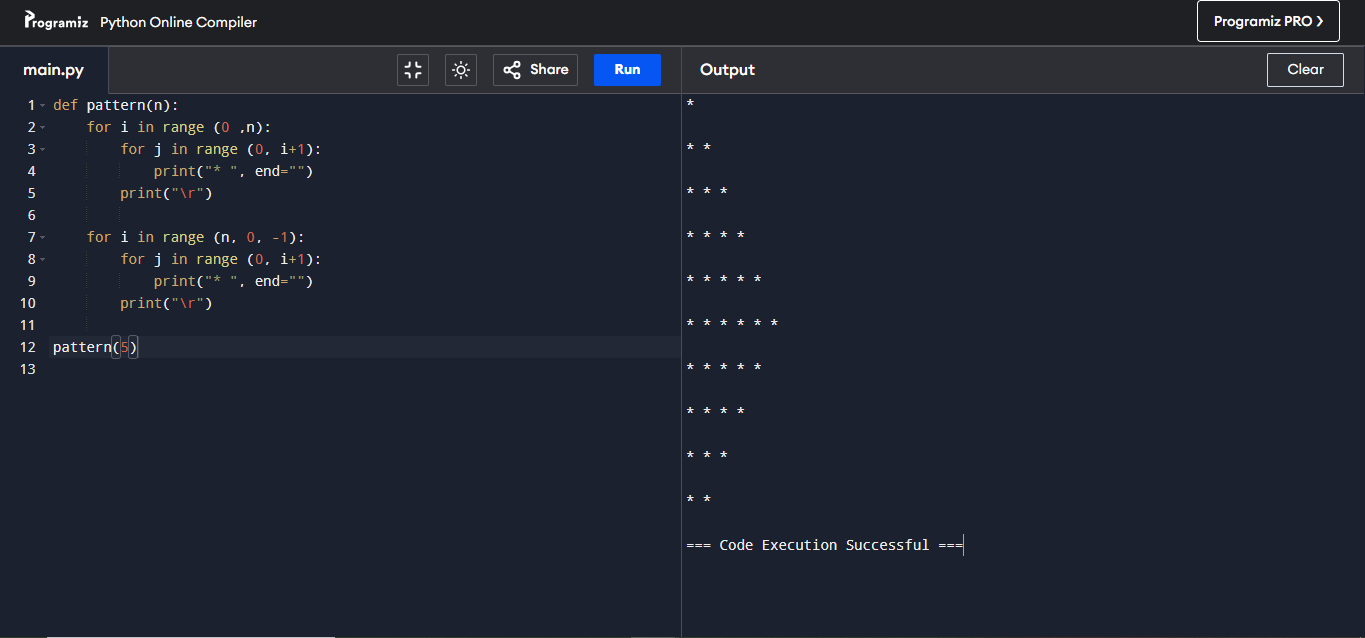 Programiz Python Online Compiler
Programiz PRO ❯
main.py
Share
Run
Output
Clear
1 def pattern(n):
2     for i in range (0 ,n):
3         for j in range (0, i+1):
4             print("* ", end="")
5         print("\r")
6
7     for i in range (n, 0, -1):
8         for j in range (0, i+1):
9             print("* ", end="")
10         print("\r")
11
12 pattern(5)
13
*
* *
* * *
* * * *
* * * * *
* * * * * *
* * * * *
* * * *
* * *
* *
=== Code Execution Successful ===